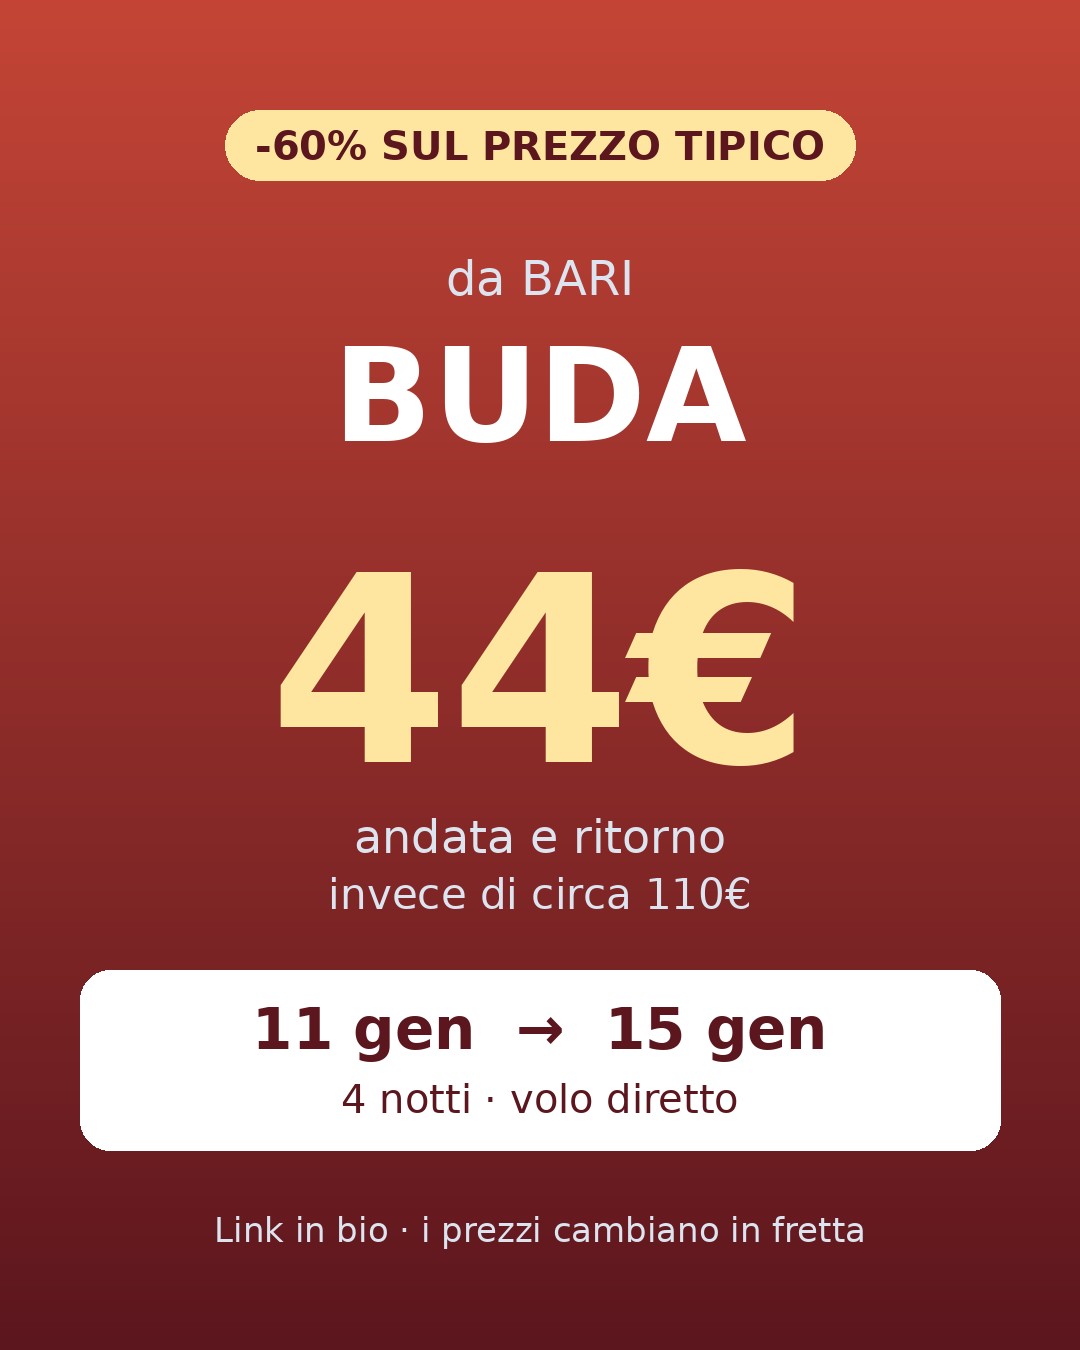 -60% SUL PREZZO TIPICO
da BARI
BUDA
44€
andata e ritorno
invece di circa 110€
11 gen → 15 gen
4 notti · volo diretto
Link in bio · i prezzi cambiano in fretta